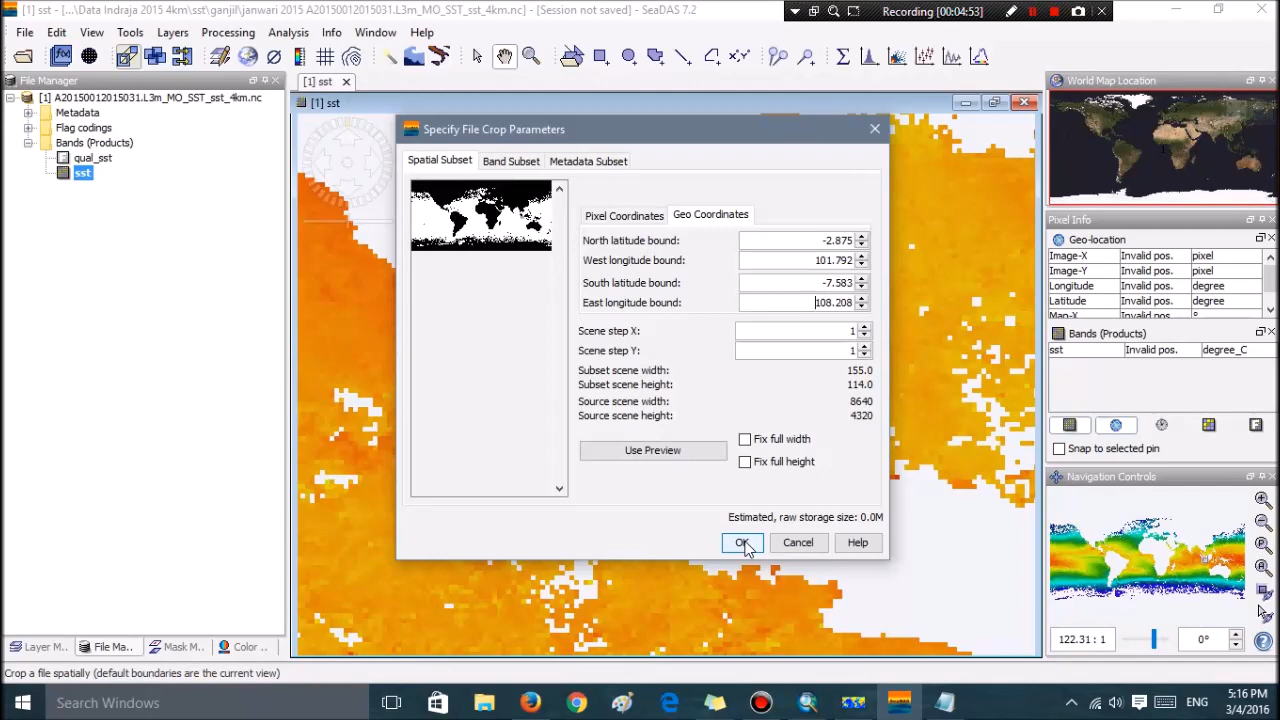 [1] sst - [...\Data Indraja 2015 4km\sst\ganjil\janwari 2015 A20150012015031.L3m_MO_SST_sst_4km.nc] - [Session not saved] - SeaDAS 7.2
Recording [00:04:53]
File Edit View Tools Layers Processing Analysis Info Window Help
File Manager
[1] A20150012015031.L3m_MO_SST_sst_4km.nc
Metadata
Flag codings
Bands (Products)
qual_sst
sst
[1] sst
[1] sst
Specify File Crop Parameters
Spatial Subset Band Subset Metadata Subset
Pixel Coordinates Geo Coordinates
North latitude bound: -2.875
West longitude bound: 101.792
South latitude bound: -7.583
East longitude bound: 108.208
Scene step X: 1
Scene step Y: 1
Subset scene width: 155.0
Subset scene height: 114.0
Source scene width: 8640
Source scene height: 4320
Use Preview
Fix full width
Fix full height
Estimated, raw storage size: 0.0M
OK Cancel Help
World Map Location
Pixel Info
Geo-location
Image-X Invalid pos. pixel
Image-Y Invalid pos. pixel
Longitude Invalid pos. degree
Latitude Invalid pos. degree
Map-X Invalid pos. °
Bands (Products)
sst Invalid pos. degree_C
Snap to selected pin
Navigation Controls
122.31 : 1
0°
Layer M... File Ma... Mask M... Color ...
Crop a file spatially (default boundaries are the current view)
Search Windows
ENG
5:16 PM
3/4/2016